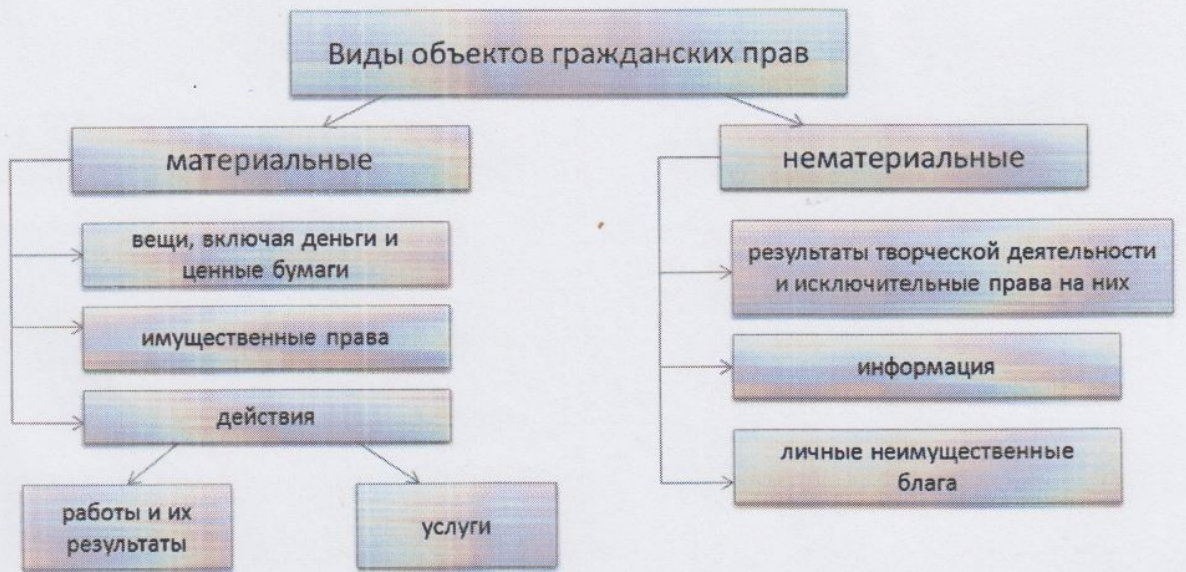 Виды объектов гражданских прав
материальные
вещи, включая деньги и
ценные бумаги
имущественные права
действия
работы и их
результаты
услуги
нематериальные
результаты творческой деятельности
и исключительные права на них
информация
личные неимущественные
блага